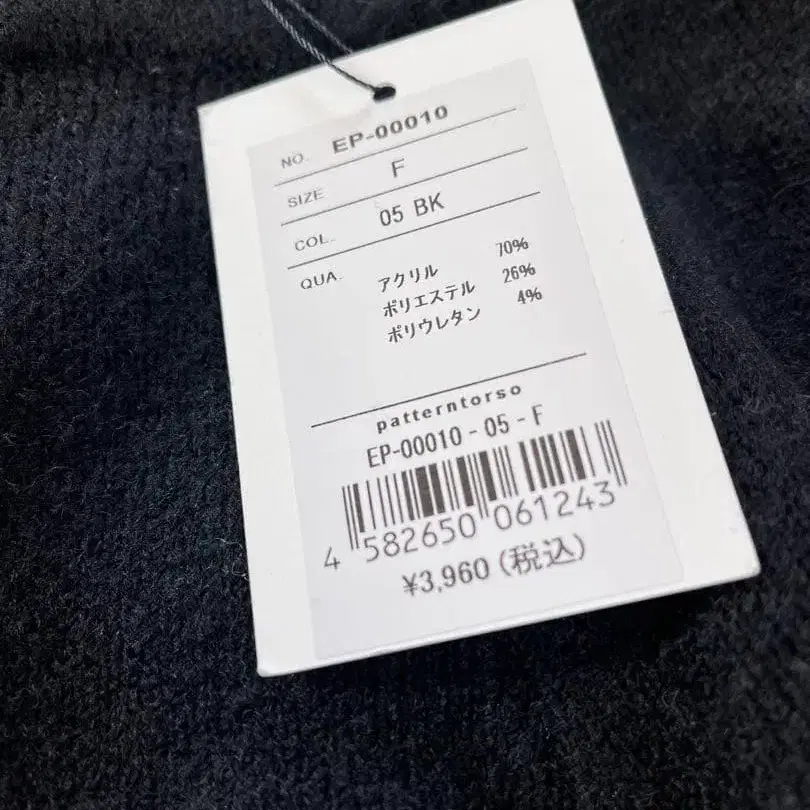 NO. EP-00010
SIZE F
COL. 05 BK
QUA. アクリル 70%
ポリエステル 26%
ポリウレタン 4%
patterntorso
EP-00010-05-F
4 582650 061243
¥3,960 (税込)